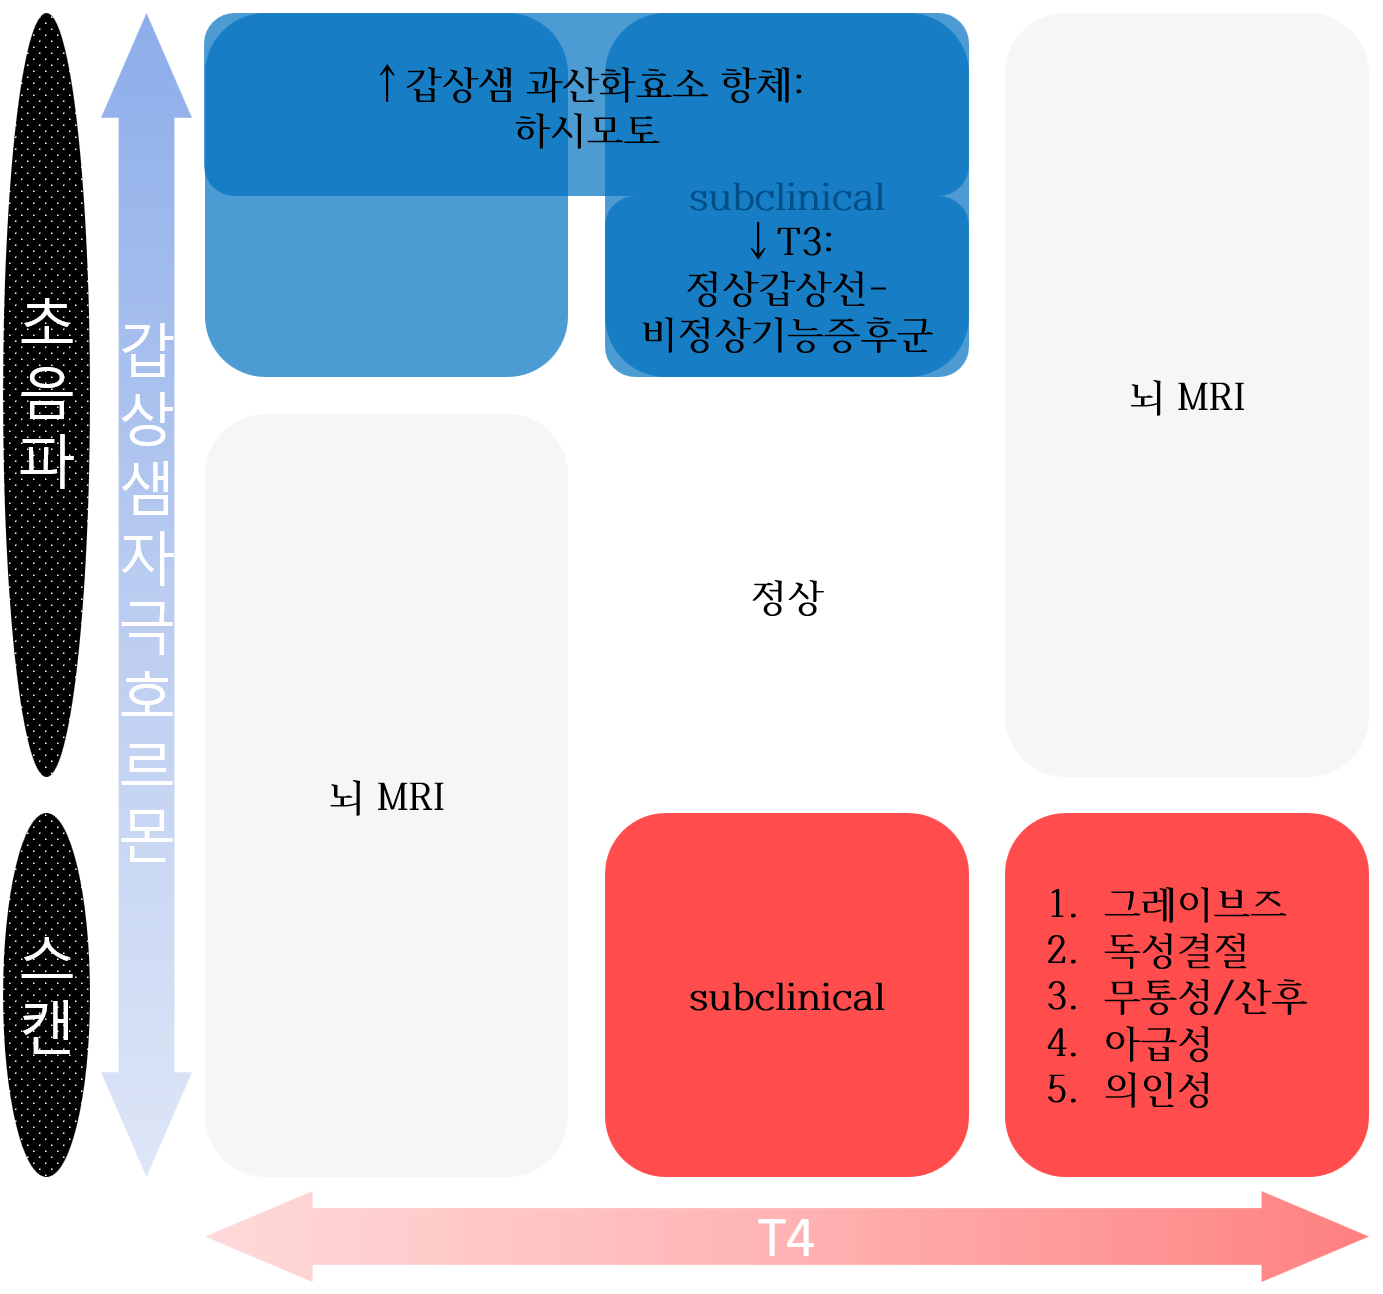 초음파
스캔
갑상샘자극호르몬
↑갑상샘 과산화효소 항체:
하시모토
subclinical
↓T3:
정상갑상선-
비정상기능증후군
뇌 MRI
정상
뇌 MRI
subclinical
1. 그레이브즈
2. 독성결절
3. 무통성/산후
4. 아급성
5. 의인성
T4